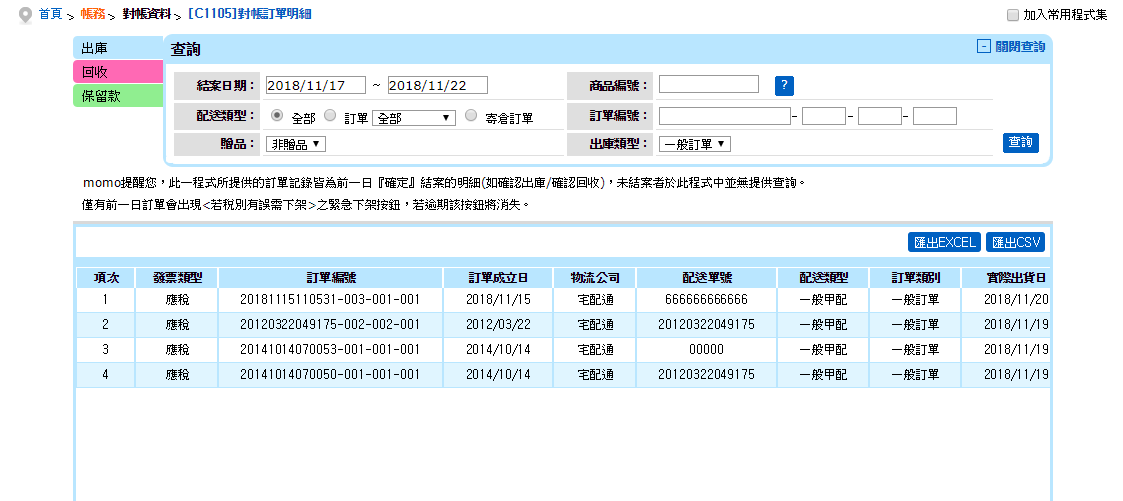 首頁 > 帳務 > 對帳資料 > [C1105]對帳訂單明細
加入常用程式集
出庫
回收
保留款
查詢
- 關閉查詢
結案日期： 2018/11/17 ~ 2018/11/22 商品編號： ?
配送類型： 全部 訂單 全部 寄倉訂單 訂單編號： - - -
贈品： 非贈品 出庫類型： 一般訂單 查詢
momo提醒您，此一程式所提供的訂單記錄皆為前一日『確定』結案的明細(如確認出庫/確認回收)，未結案者於此程式中並無提供查詢。
僅有前一日訂單會出現<若稅別有誤需下架>之緊急下架按鈕，若逾期該按鈕將消失。
匯出EXCEL 匯出CSV
項次 發票類型 訂單編號 訂單成立日 物流公司 配送單號 配送類型 訂單類別 實際出貨日
1 應稅 20181115110531-003-001-001 2018/11/15 宅配通 666666666666 一般甲配 一般訂單 2018/11/20
2 應稅 20120322049175-002-002-001 2012/03/22 宅配通 20120322049175 一般甲配 一般訂單 2018/11/19
3 應稅 20141014070053-001-001-001 2014/10/14 宅配通 00000 一般甲配 一般訂單 2018/11/19
4 應稅 20141014070050-001-001-001 2014/10/14 宅配通 20120322049175 一般甲配 一般訂單 2018/11/19